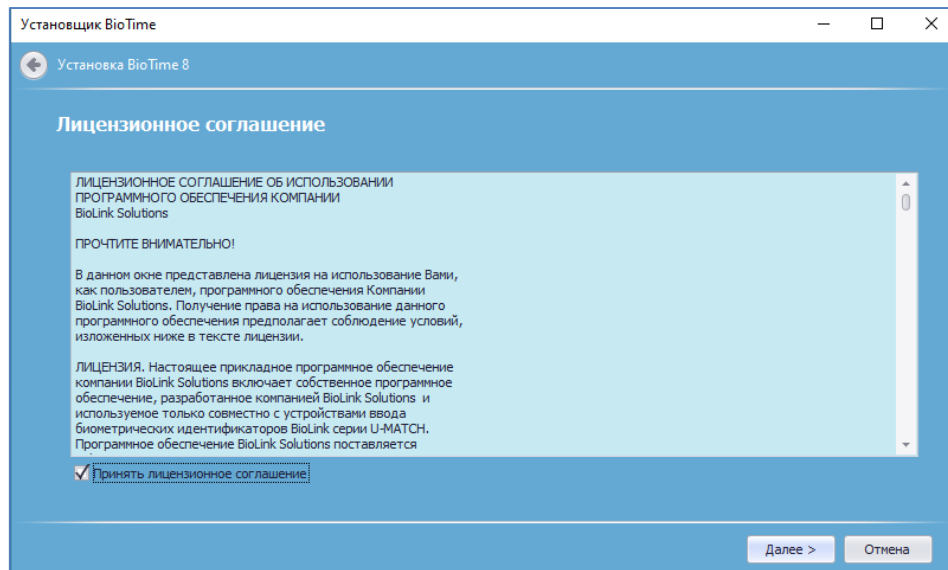 Установщик BioTime
Установка BioTime 8
Лицензионное соглашение
ЛИЦЕНЗИОННОЕ СОГЛАШЕНИЕ ОБ ИСПОЛЬЗОВАНИИ
ПРОГРАММНОГО ОБЕСПЕЧЕНИЯ КОМПАНИИ
BioLink Solutions
ПРОЧТИТЕ ВНИМАТЕЛЬНО!
В данном окне представлена лицензия на использование Вами,
как пользователем, программного обеспечения Компании
BioLink Solutions. Получение права на использование данного
программного обеспечения предполагает соблюдение условий,
изложенных ниже в тексте лицензии.
ЛИЦЕНЗИЯ. Настоящее прикладное программное обеспечение
компании BioLink Solutions включает собственное программное
обеспечение, разработанное компанией BioLink Solutions и
используемое только совместно с устройствами ввода
биометрических идентификаторов BioLink серии U-MATCH.
Программное обеспечение BioLink Solutions поставляется
Принять лицензионное соглашение
Далее >
Отмена